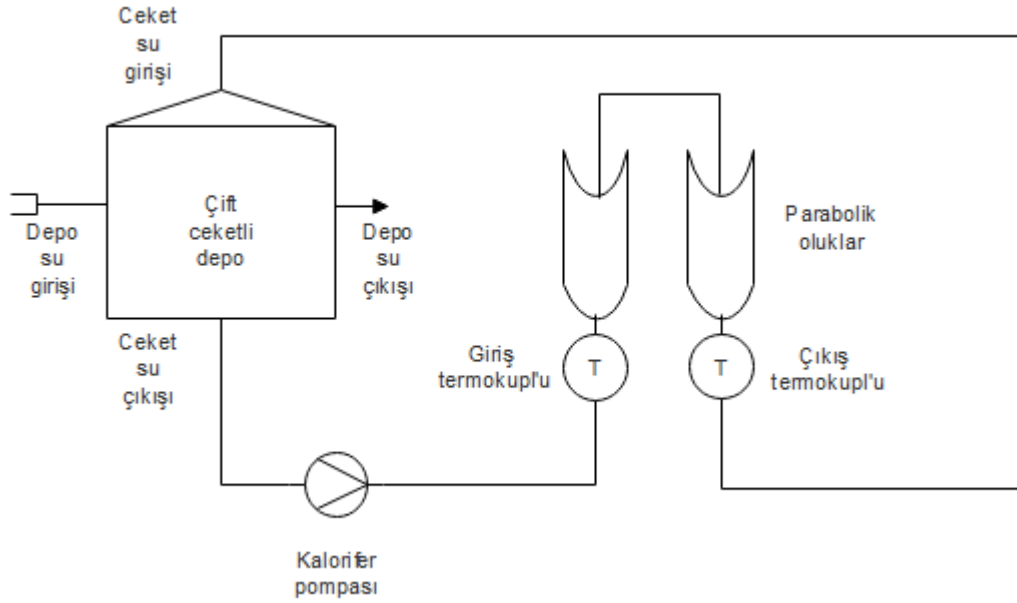 Ceket
su
girişi
Çift
ceketli
depo
Depo
su
girişi
Depo
su
çıkışı
Parabolik
oluklar
Ceket
su
çıkışı
Giriş
termokupl'u
T
T
Çıkış
termokupl'u
Kalorifer
pompası